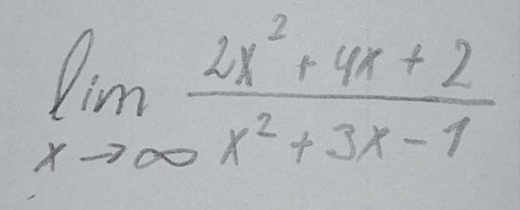 lim x→∞ (2x² + 4x + 2) / (x² + 3x - 1)